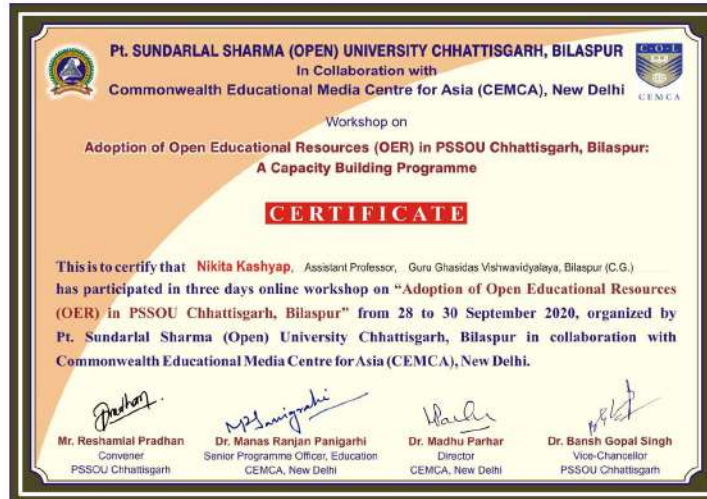 Pt. SUNDARLAL SHARMA (OPEN) UNIVERSITY CHHATTISGARH, BILASPUR
In Collaboration with
Commonwealth Educational Media Centre for Asia (CEMCA), New Delhi
C·O·L
CEMCA
Workshop on
Adoption of Open Educational Resources (OER) in PSSOU Chhattisgarh, Bilaspur:
A Capacity Building Programme
CERTIFICATE
This is to certify that Nikita Kashyap, Assistant Professor, Guru Ghasidas Vishwavidyalaya, Bilaspur (C.G.)
has participated in three days online workshop on “Adoption of Open Educational Resources
(OER) in PSSOU Chhattisgarh, Bilaspur” from 28 to 30 September 2020, organized by
Pt. Sundarlal Sharma (Open) University Chhattisgarh, Bilaspur in collaboration with
Commonwealth Educational Media Centre for Asia (CEMCA), New Delhi.
Mr. Reshamlal Pradhan
Convener
PSSOU Chhattisgarh
Dr. Manas Ranjan Panigarhi
Senior Programme Officer, Education
CEMCA, New Delhi
Dr. Madhu Parhar
Director
CEMCA, New Delhi
Dr. Bansh Gopal Singh
Vice-Chancellor
PSSOU Chhattisgarh